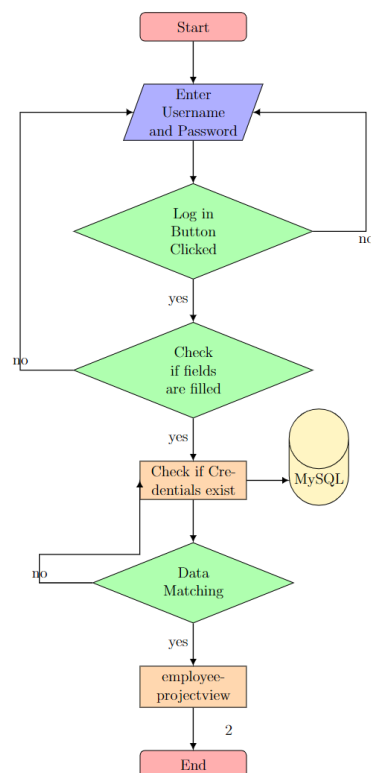 Start
Enter
Username
and Password
Log in
Button
Clicked
no
yes
Check
if fields
are filled
no
yes
Check if Cre-
dentials exist
MySQL
Data
Matching
no
yes
employee-
projectview
2
End